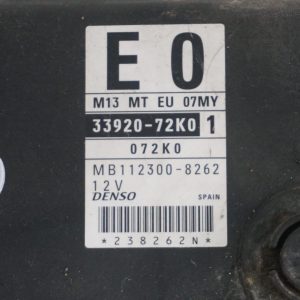 E 0
M13 MT EU 07MY
33920-72K0 1
072K0
MB112300-8262
12V
DENSO SPAIN
*238262N*